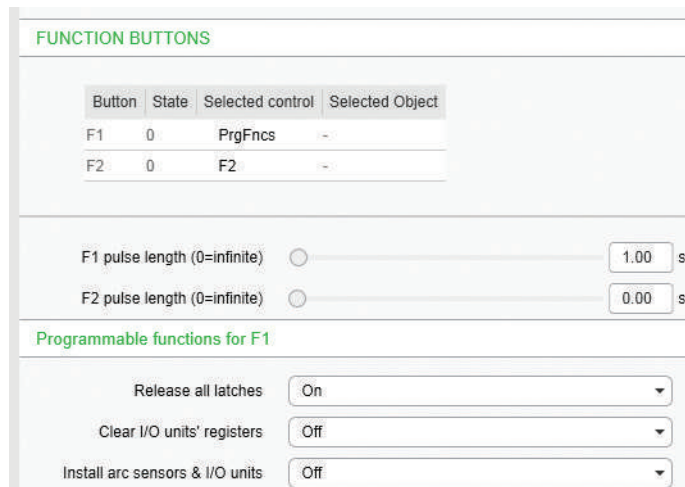 FUNCTION BUTTONS
Button State Selected control Selected Object
F1 0 PrgFncs -
F2 0 F2 -
F1 pulse length (0=infinite) 1.00 s
F2 pulse length (0=infinite) 0.00 s
Programmable functions for F1
Release all latches On
Clear I/O units' registers Off
Install arc sensors & I/O units Off